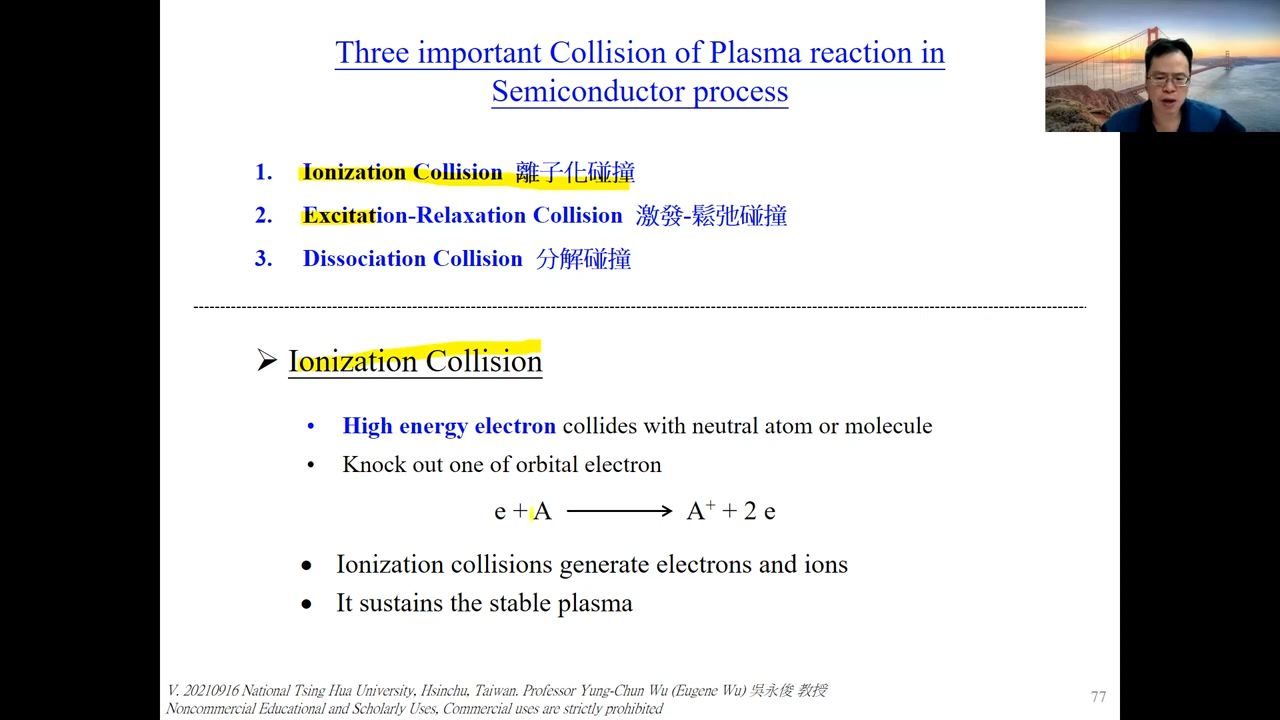 Three important Collision of Plasma reaction in
Semiconductor process
1. Ionization Collision 離子化碰撞
2. Excitation-Relaxation Collision 激發-鬆弛碰撞
3. Dissociation Collision 分解碰撞
➢ Ionization Collision
• High energy electron collides with neutral atom or molecule
• Knock out one of orbital electron
e + A ⟶ A⁺ + 2 e
• Ionization collisions generate electrons and ions
• It sustains the stable plasma
V. 20210916 National Tsing Hua University, Hsinchu, Taiwan. Professor Yung-Chun Wu (Eugene Wu) 吳永俊 教授
Noncommercial Educational and Scholarly Uses, Commercial uses are strictly prohibited
77